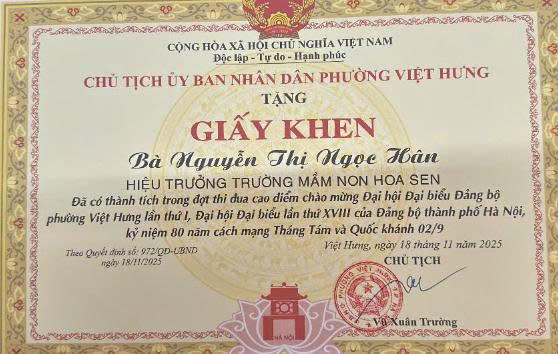 CỘNG HÒA XÃ HỘI CHỦ NGHĨA VIỆT NAM
Độc lập - Tự do - Hạnh phúc
CHỦ TỊCH ỦY BAN NHÂN DÂN PHƯỜNG VIỆT HƯNG
TẶNG
GIẤY KHEN
Bà Nguyễn Thị Ngọc Hân
HIỆU TRƯỞNG TRƯỜNG MẦM NON HOA SEN
Đã có thành tích trong đợt thi đua cao điểm chào mừng Đại hội Đại biểu Đảng bộ
phường Việt Hưng lần thứ I, Đại hội Đại biểu lần thứ XVIII của Đảng bộ thành phố Hà Nội,
kỷ niệm 80 năm cách mạng Tháng Tám và Quốc khánh 02/9
Theo Quyết định số: 972/QĐ-UBND
ngày 18/11/2025
Việt Hưng, ngày 18 tháng 11 năm 2025
CHỦ TỊCH
Vũ Xuân Trường
HÀ NỘI